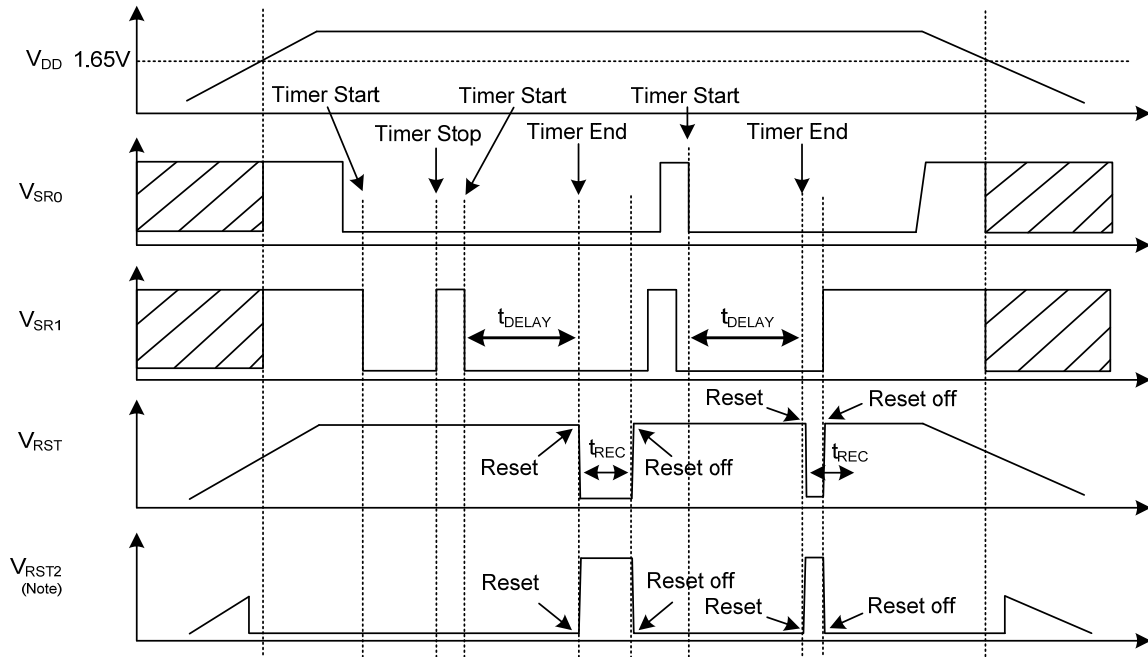 VDD 1.65V
Timer Start
Timer Start
Timer Start
Timer Stop
Timer End
Timer End
VSR0
VSR1
tDELAY
tDELAY
VRST
Reset
tREC
Reset off
Reset
Reset off
tREC
VRST2
(Note)
Reset
Reset off
Reset
Reset off